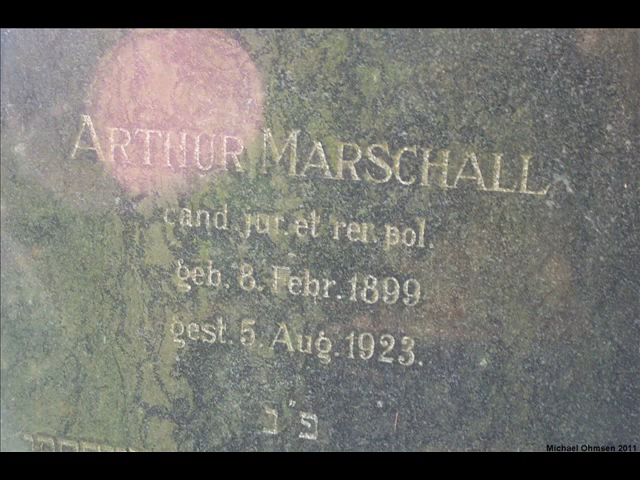 ARTHUR MARSCHALL
cand. jur. et rer. pol.
geb. 8. Febr. 1899
gest. 5. Aug. 1923.
פ״נ
Michael Ohmsen 2011